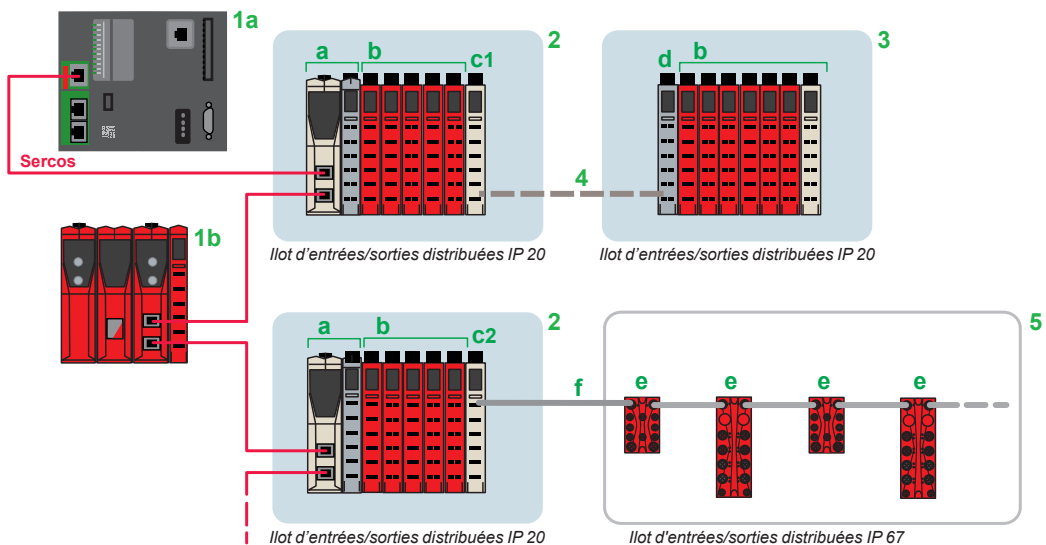 1a
2
3
a
b
c1
d
b
Sercos
4
Ilot d'entrées/sorties distribuées IP 20
Ilot d'entrées/sorties distribuées IP 20
1b
2
5
a
b
c2
f
e
e
e
e
Ilot d'entrées/sorties distribuées IP 20
Ilot d'entrées/sorties distribuées IP 67